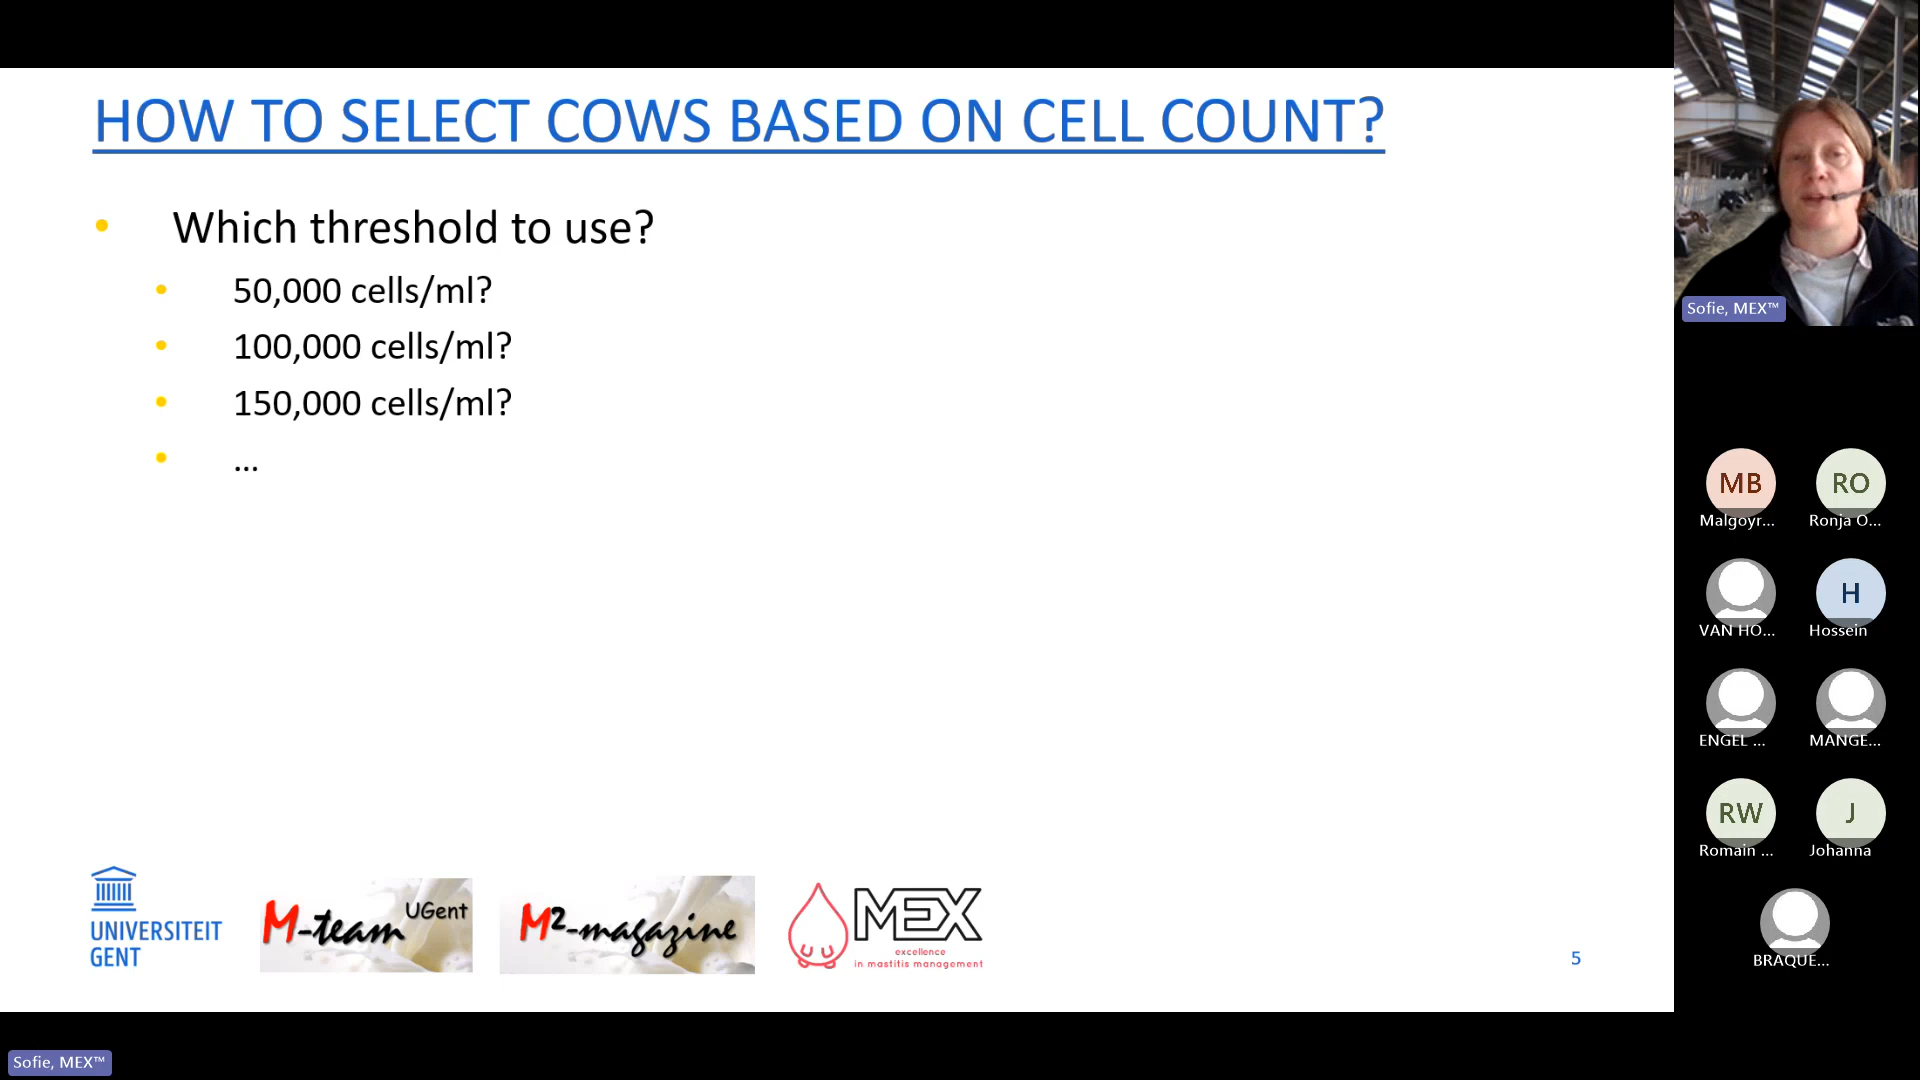 HOW TO SELECT COWS BASED ON CELL COUNT?
• Which threshold to use?
• 50,000 cells/ml?
• 100,000 cells/ml?
• 150,000 cells/ml?
• ...
UNIVERSITEIT
GENT
M-team UGent
M²-magazine
MEX
excellence
in mastitis management
5
Sofie, MEX™
MB
Malgoyr...
RO
Ronja O...
VAN HO...
H
Hossein
ENGEL ...
MANGE...
RW
Romain ...
J
Johanna
BRAQUE...
Sofie, MEX™